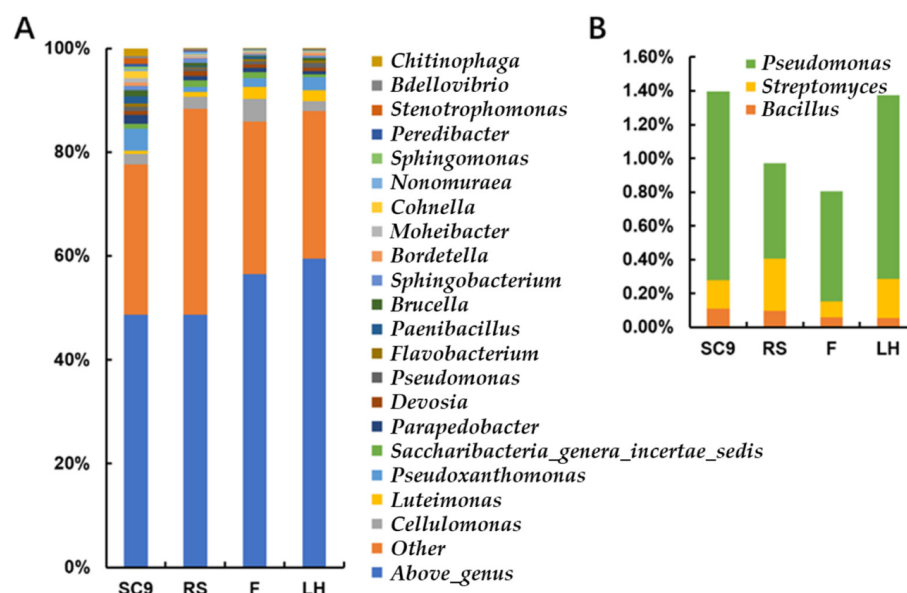 A
100%
80%
60%
40%
20%
0%
SC9 RS F LH
Chitinophaga
Bdellovibrio
Stenotrophomonas
Peredibacter
Sphingomonas
Nonomuraea
Cohnella
Moheibacter
Bordetella
Sphingobacterium
Brucella
Paenibacillus
Flavobacterium
Pseudomonas
Devosia
Parapedobacter
Saccharibacteria_genera_incertae_sedis
Pseudoxanthomonas
Luteimonas
Cellulomonas
Other
Above_genus
B
1.60%
1.40%
1.20%
1.00%
0.80%
0.60%
0.40%
0.20%
0.00%
Pseudomonas
Streptomyces
Bacillus
SC9 RS F LH